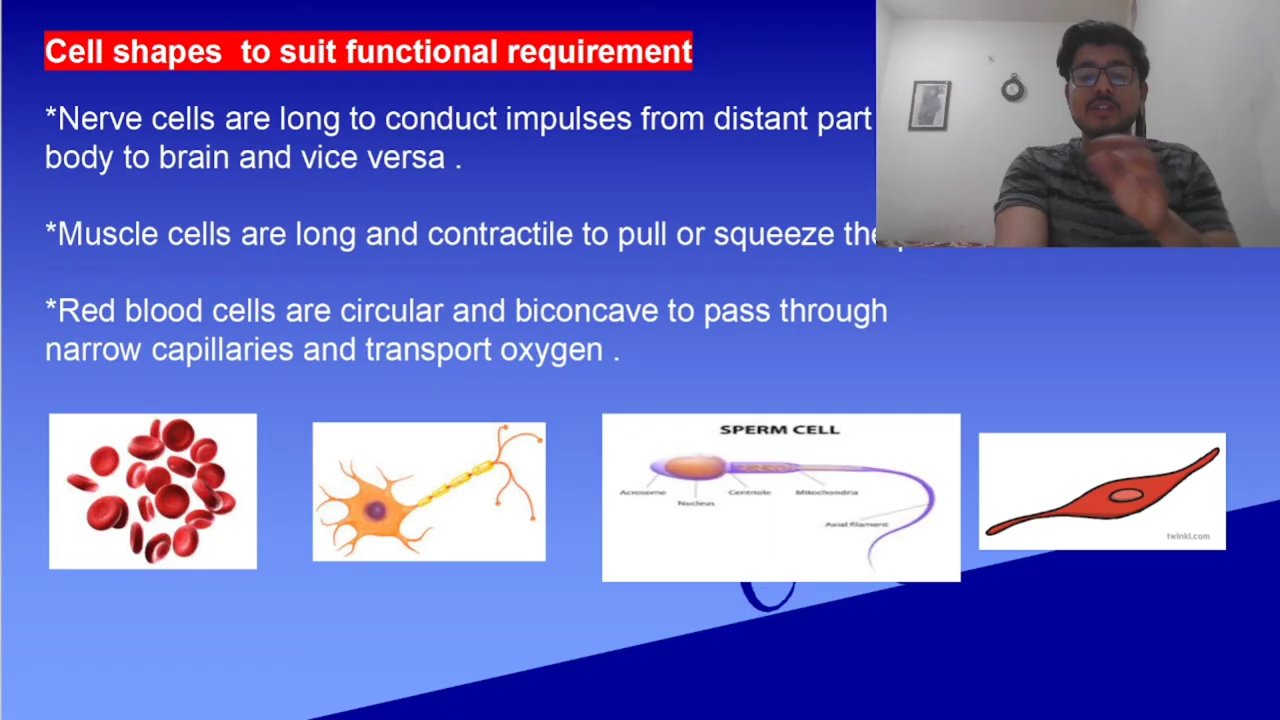 Cell shapes  to suit functional requirement
*Nerve cells are long to conduct impulses from distant part
body to brain and vice versa .
*Muscle cells are long and contractile to pull or squeeze the
*Red blood cells are circular and biconcave to pass through
narrow capillaries and transport oxygen .
SPERM CELL
Acrosome
Nucleus
Centriole
Mitochondria
Axial filament
twinkl.com